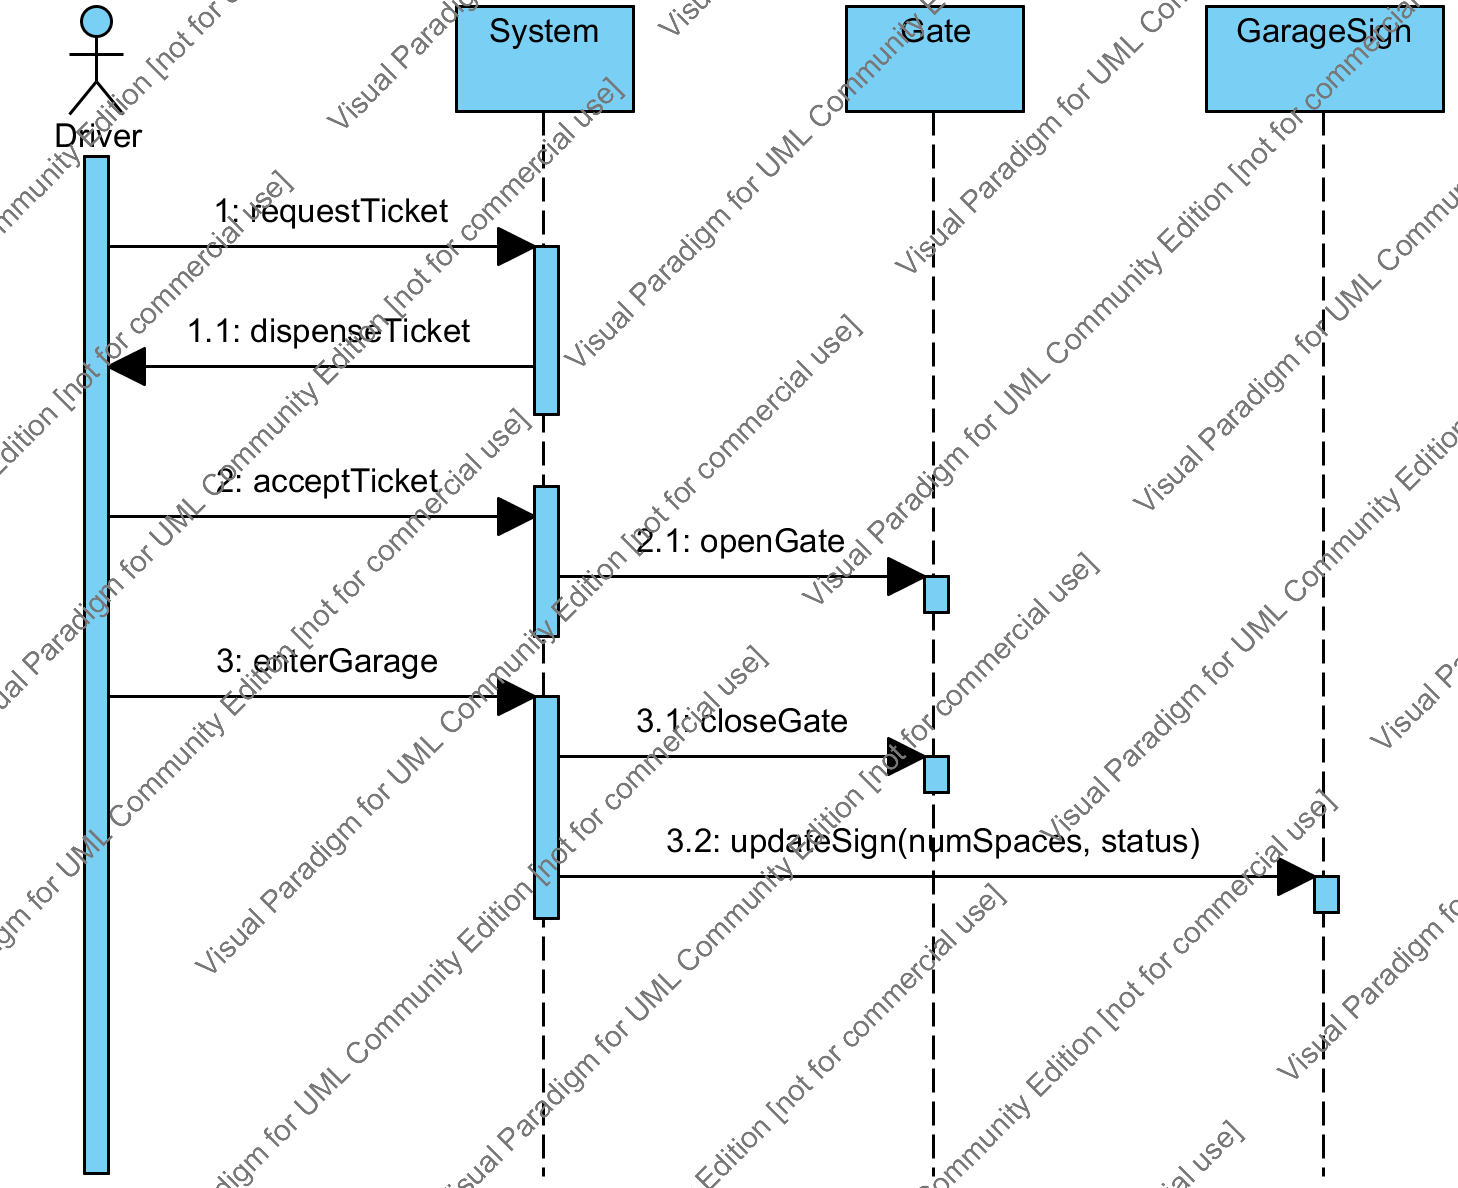 System
Gate
GarageSign
Driver
1: requestTicket
1.1: dispenseTicket
2: acceptTicket
2.1: openGate
3: enterGarage
3.1: closeGate
3.2: updateSign(numSpaces, status)
Visual Paradigm for UML Community Edition [not for commercial use]